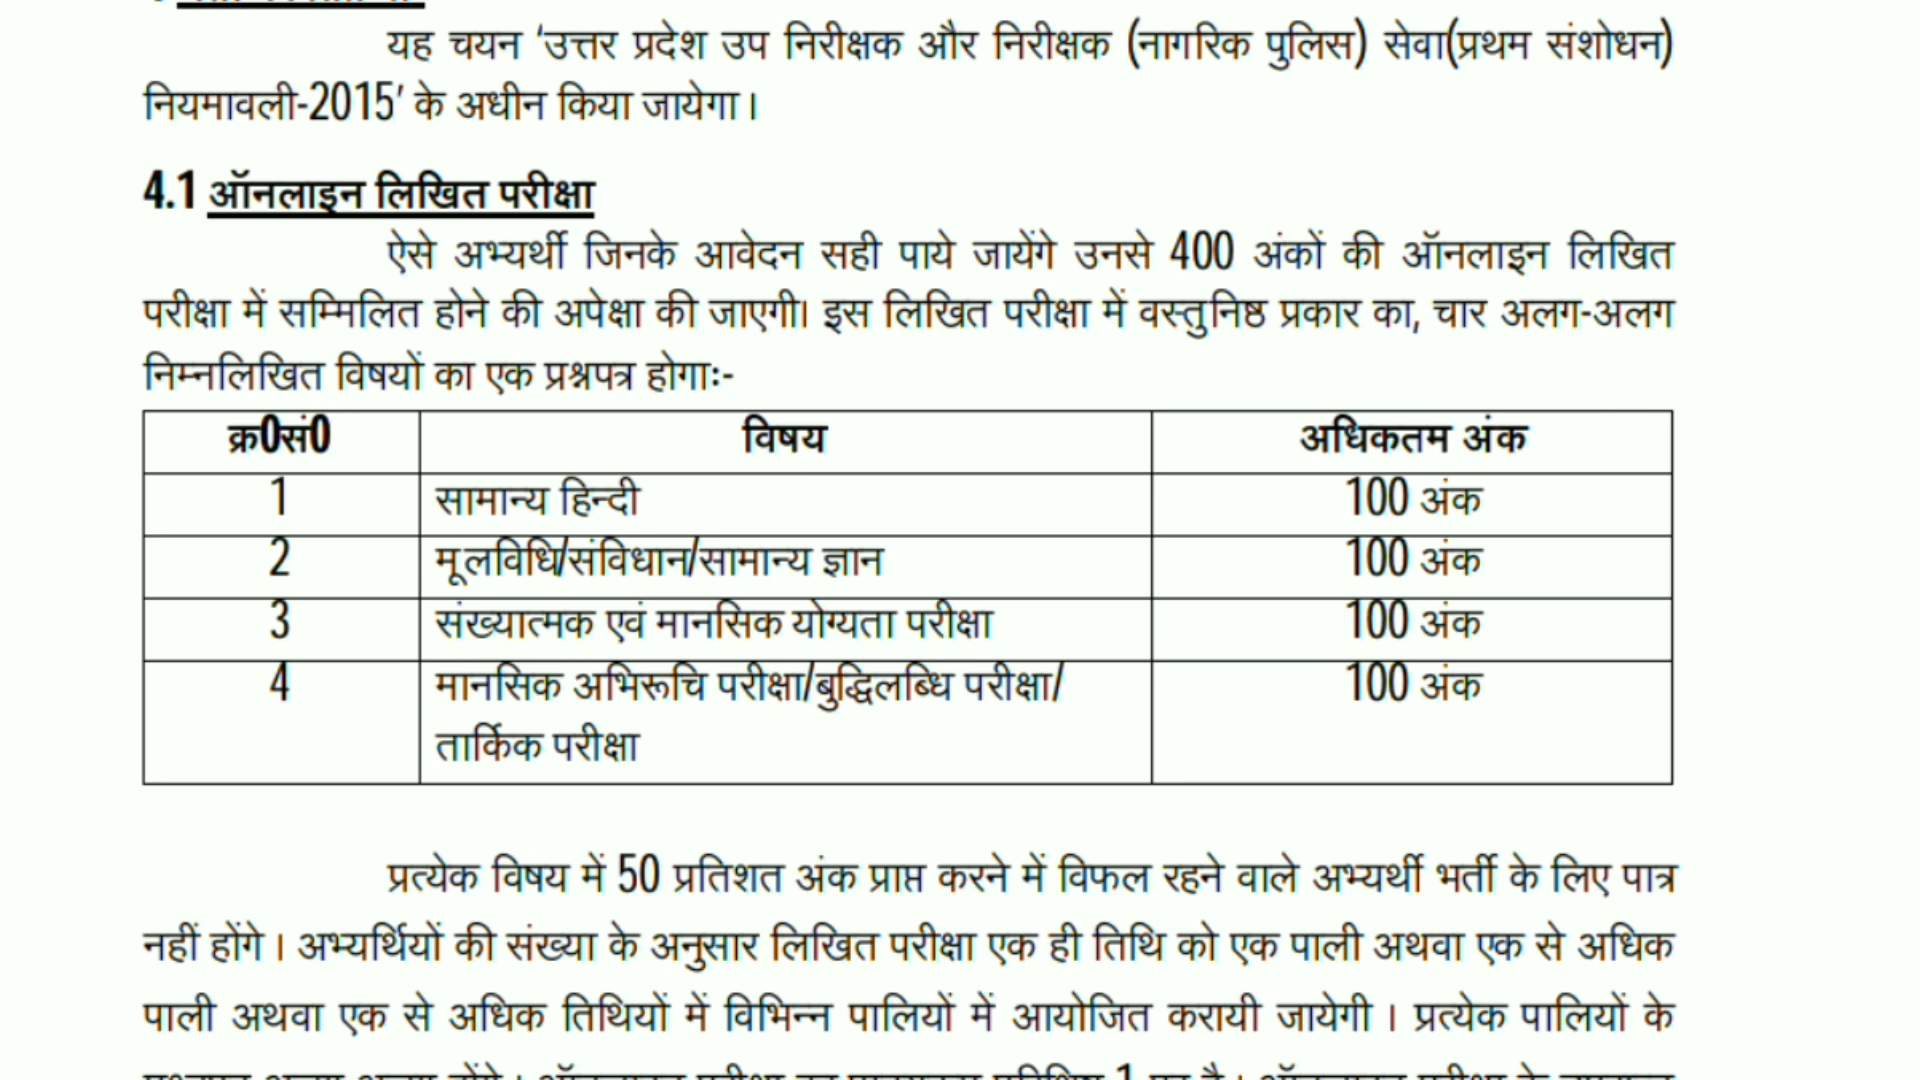 यह चयन ‘उत्तर प्रदेश उप निरीक्षक और निरीक्षक (नागरिक पुलिस) सेवा(प्रथम संशोधन)
नियमावली-2015’ के अधीन किया जायेगा।
4.1 ऑनलाइन लिखित परीक्षा
ऐसे अभ्यर्थी जिनके आवेदन सही पाये जायेंगे उनसे 400 अंकों की ऑनलाइन लिखित
परीक्षा में सम्मिलित होने की अपेक्षा की जाएगी। इस लिखित परीक्षा में वस्तुनिष्ठ प्रकार का, चार अलग-अलग
निम्नलिखित विषयों का एक प्रश्नपत्र होगाः-
क्र0सं0 विषय अधिकतम अंक
1 सामान्य हिन्दी 100 अंक
2 मूलविधि/संविधान/सामान्य ज्ञान 100 अंक
3 संख्यात्मक एवं मानसिक योग्यता परीक्षा 100 अंक
4 मानसिक अभिरूचि परीक्षा/बुद्धिलब्धि परीक्षा/ 100 अंक
तार्किक परीक्षा
प्रत्येक विषय में 50 प्रतिशत अंक प्राप्त करने में विफल रहने वाले अभ्यर्थी भर्ती के लिए पात्र
नहीं होंगे । अभ्यर्थियों की संख्या के अनुसार लिखित परीक्षा एक ही तिथि को एक पाली अथवा एक से अधिक
पाली अथवा एक से अधिक तिथियों में विभिन्न पालियों में आयोजित करायी जायेगी । प्रत्येक पालियों के